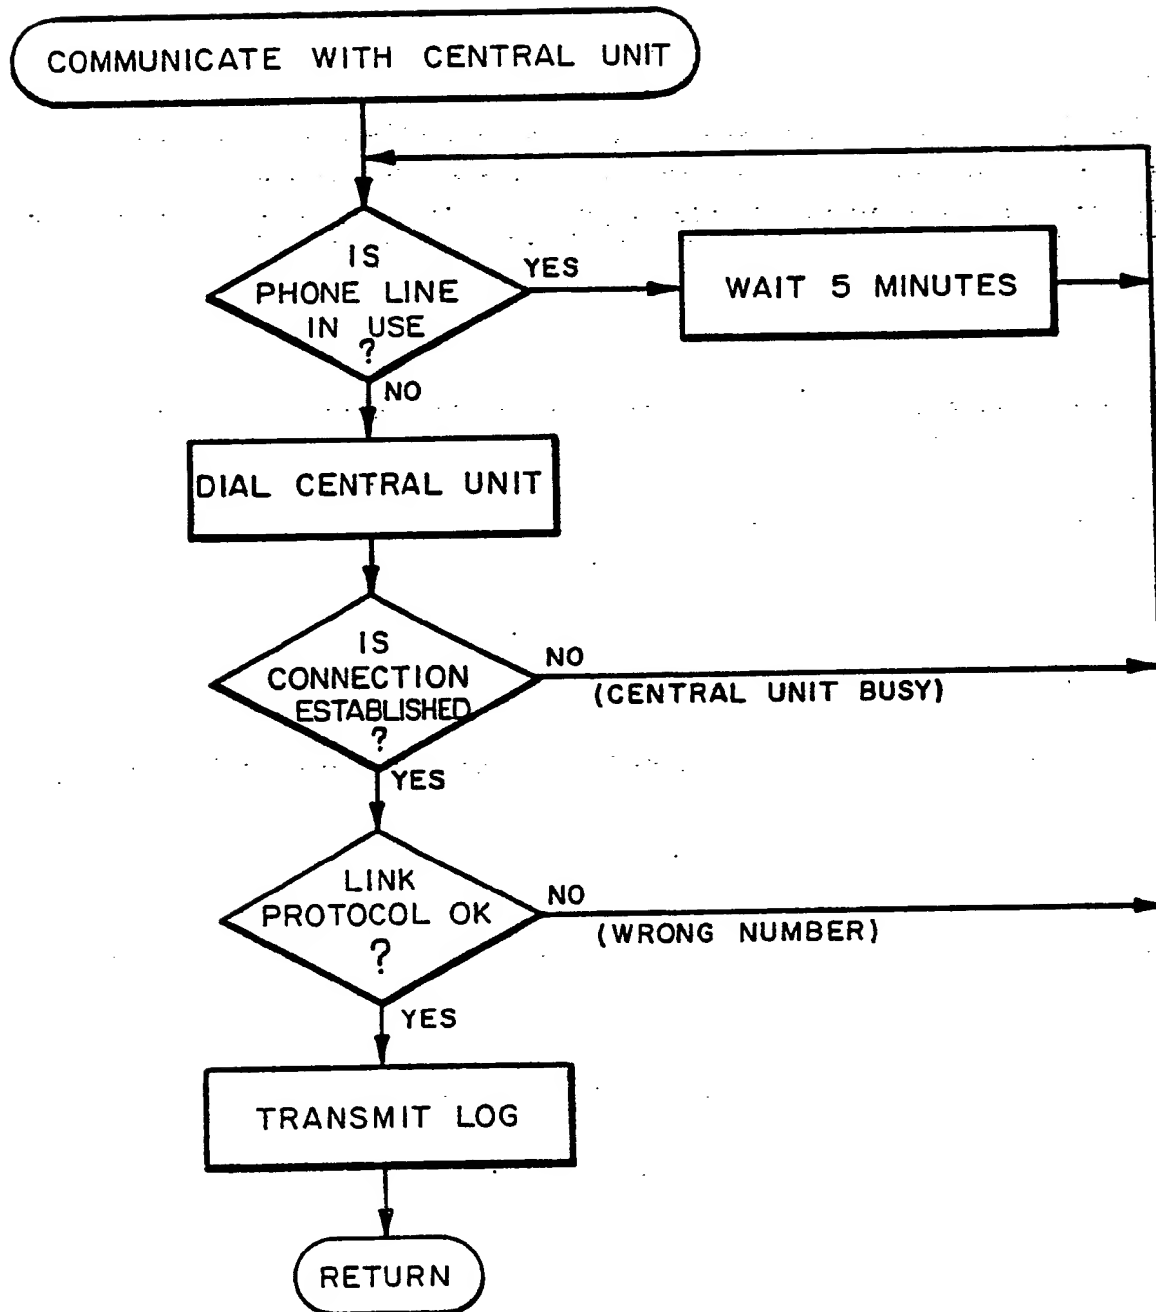 COMMUNICATE WITH CENTRAL UNIT
IS
PHONE LINE
IN USE
?
YES
WAIT 5 MINUTES
NO
DIAL CENTRAL UNIT
IS
CONNECTION
ESTABLISHED
?
NO
(CENTRAL UNIT BUSY)
YES
LINK
PROTOCOL OK
?
NO
(WRONG NUMBER)
YES
TRANSMIT LOG
RETURN